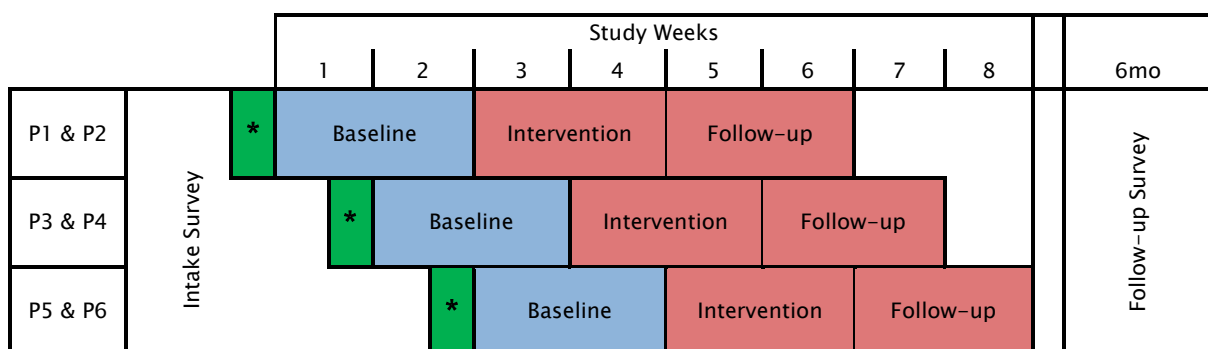 Study Weeks
1 2 3 4 5 6 7 8 6mo
P1 & P2 * Baseline Intervention Follow-up
P3 & P4 * Baseline Intervention Follow-up
P5 & P6 * Baseline Intervention Follow-up
Intake Survey
Follow-up Survey